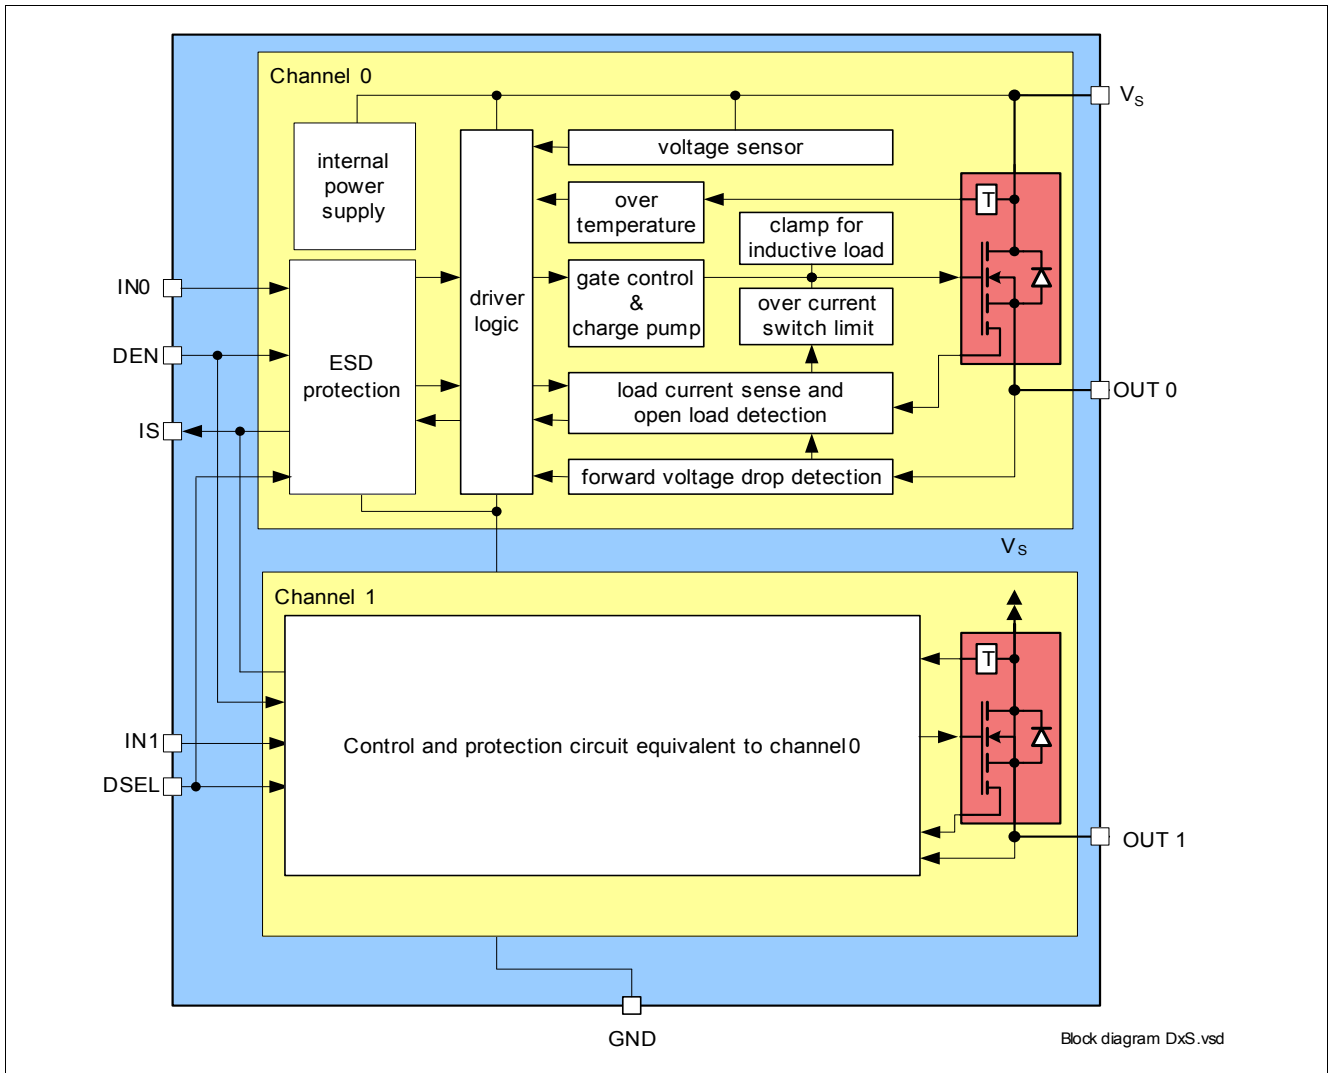 Channel 0
VS
internal
power
supply
voltage sensor
over
temperature
T
clamp for
inductive load
IN0
DEN
IS
ESD
protection
driver
logic
gate control
&
charge pump
over current
switch limit
load current sense and
open load detection
OUT 0
forward voltage drop detection
VS
Channel 1
T
IN1
DSEL
Control and protection circuit equivalent to channel 0
OUT 1
GND
Block diagram DxS.vsd